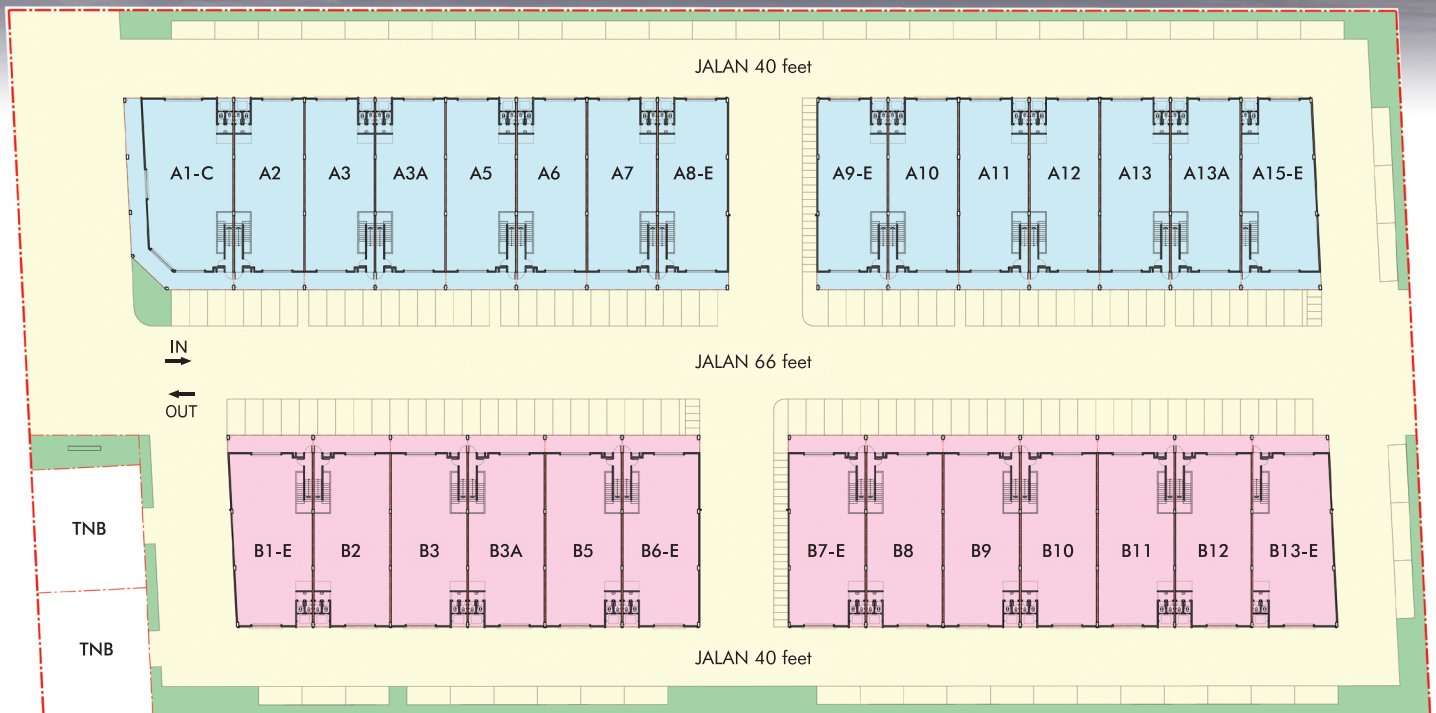 JALAN 40 feet
A1-C A2 A3 A3A A5 A6 A7 A8-E A9-E A10 A11 A12 A13 A13A A15-E
IN
JALAN 66 feet
OUT
TNB
B1-E B2 B3 B3A B5 B6-E B7-E B8 B9 B10 B11 B12 B13-E
TNB
JALAN 40 feet